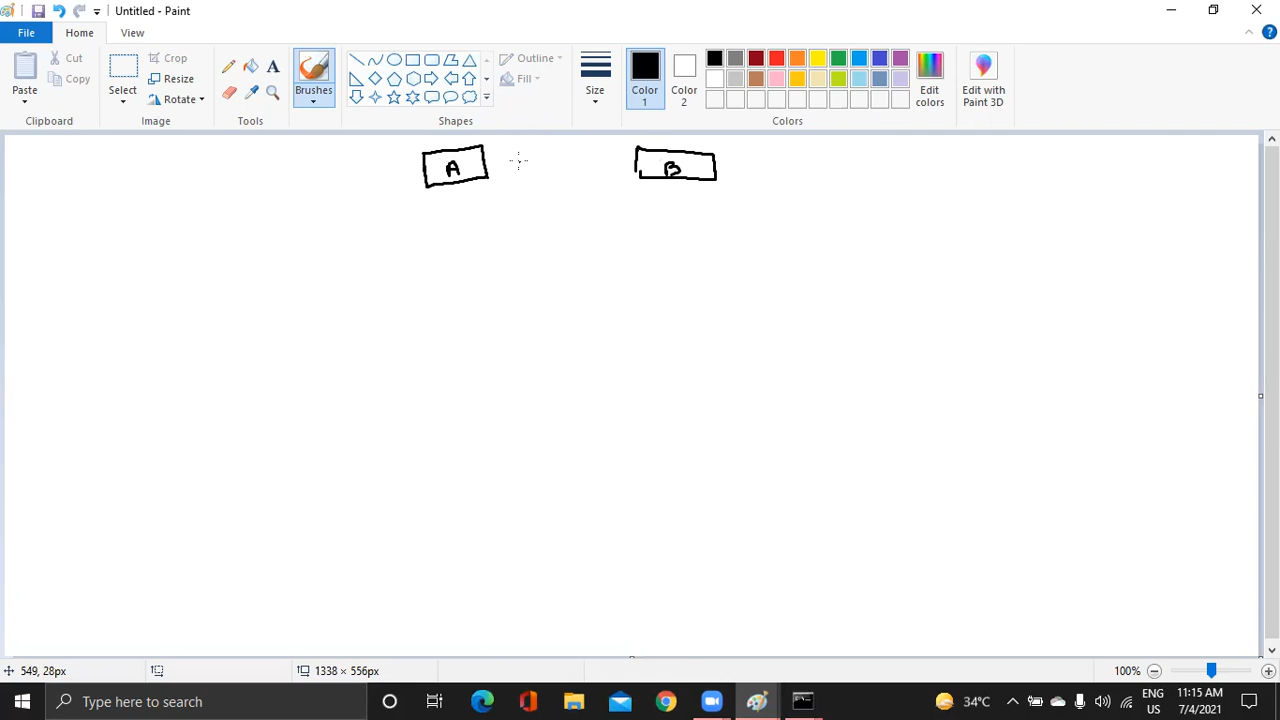 Untitled - Paint
File Home View
Paste Cut Copy Clipboard
Select Crop Resize Rotate Image
A Tools
Brushes
Shapes
Outline Fill
Size
Color 1 Color 2 Edit colors Colors
Edit with Paint 3D
A B
549, 28px 1338 × 556px 100%
Type here to search
34°C ENG US 11:15 AM 7/4/2021